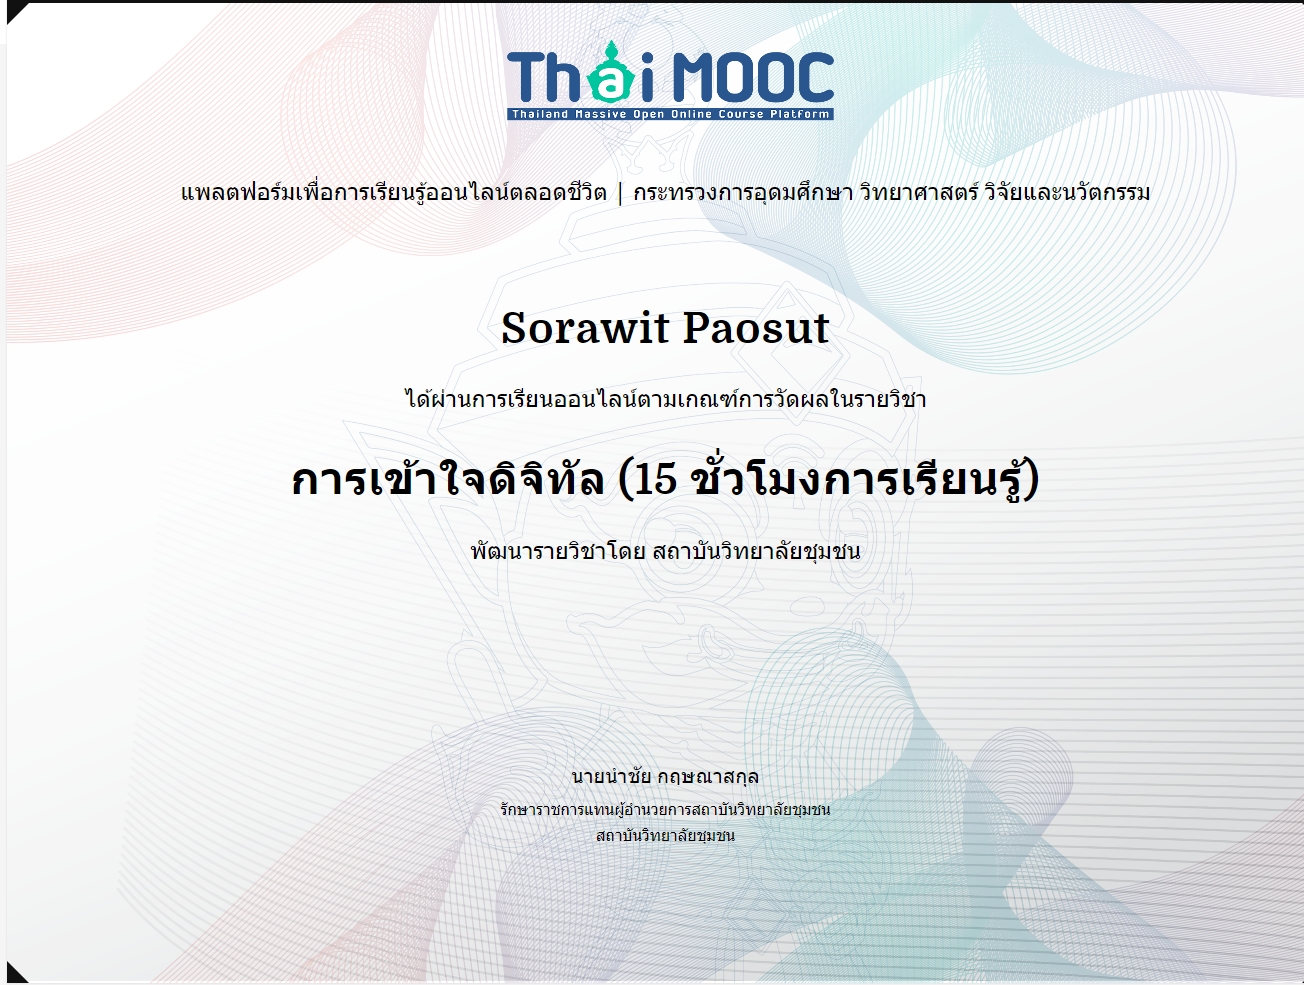 Thai MOOC
Thailand Massive Open Online Course Platform
แพลตฟอร์มเพื่อการเรียนรู้ออนไลน์ตลอดชีวิต | กระทรวงการอุดมศึกษา วิทยาศาสตร์ วิจัยและนวัตกรรม
Sorawit Paosut
ได้ผ่านการเรียนออนไลน์ตามเกณฑ์การวัดผลในรายวิชา
การเข้าใจดิจิทัล (15 ชั่วโมงการเรียนรู้)
พัฒนารายวิชาโดย สถาบันวิทยาลัยชุมชน
นายนำชัย กฤษณาสกุล
รักษาราชการแทนผู้อำนวยการสถาบันวิทยาลัยชุมชน
สถาบันวิทยาลัยชุมชน